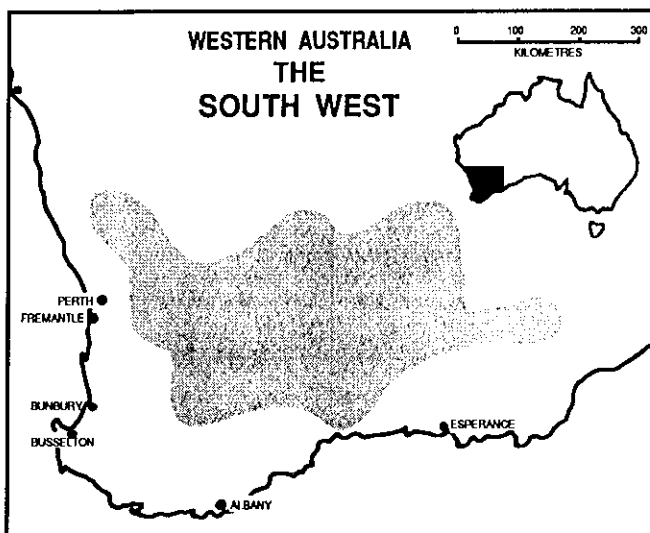 WESTERN AUSTRALIA
THE
SOUTH WEST
0 100 200 300
KILOMETRES
PERTH
FREMANTLE
BUNBURY
BUSSELTON
ESPERANCE
ALBANY